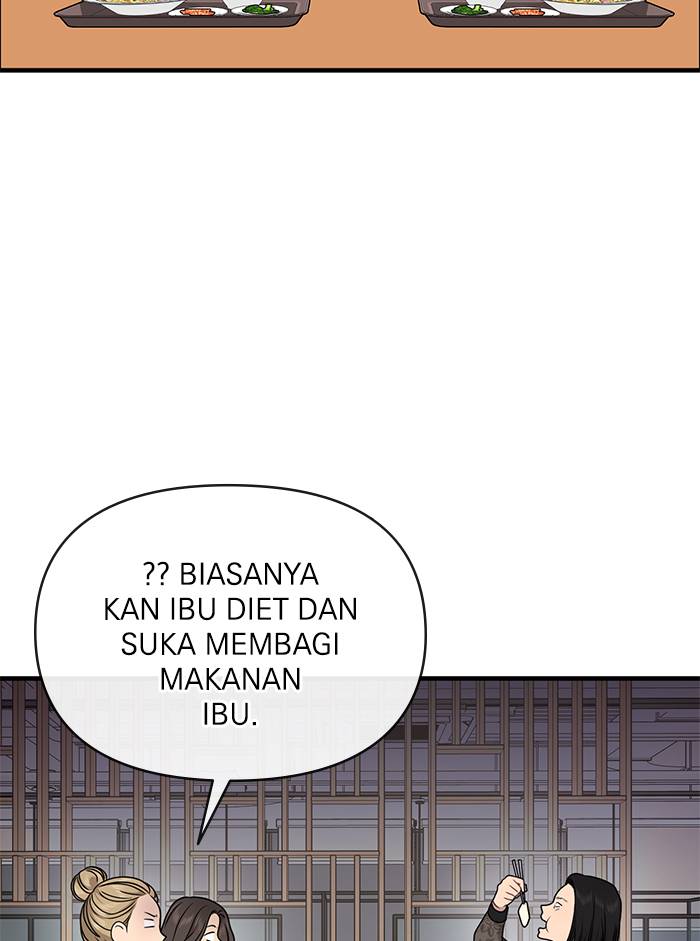 ?? BIASANYA
KAN IBU DIET DAN
SUKA MEMBAGI
MAKANAN
IBU.